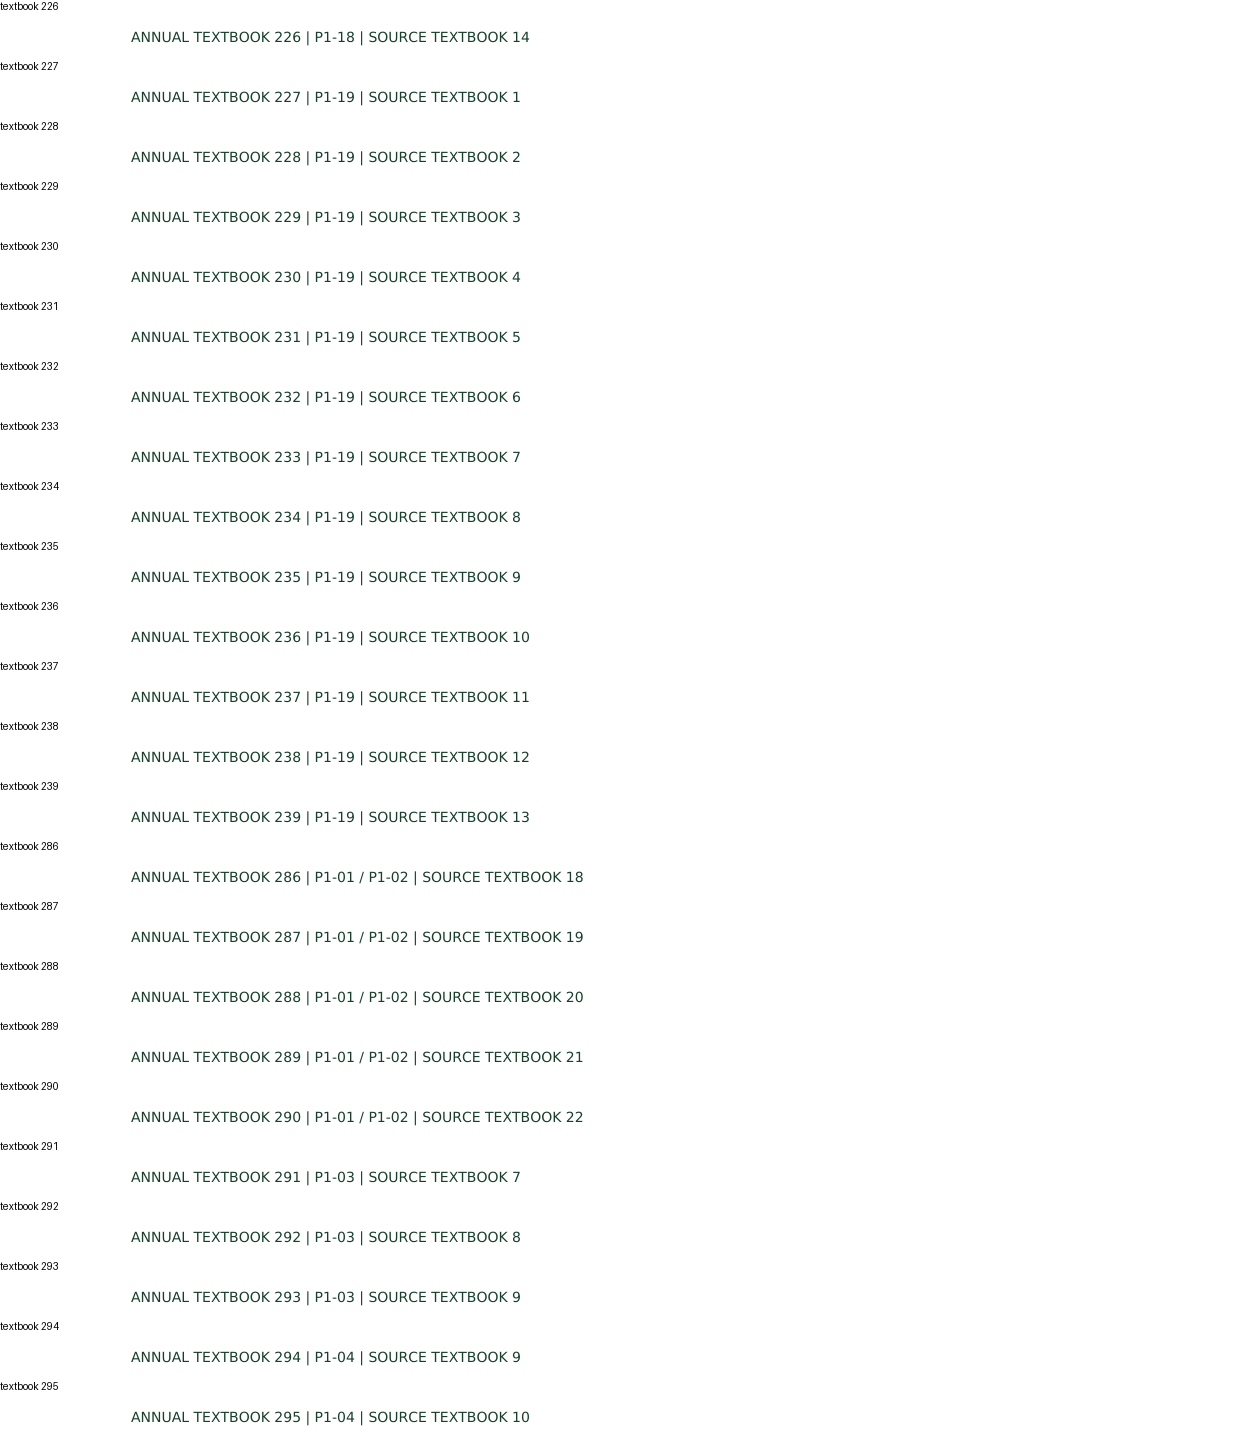 textbook 226
ANNUAL TEXTBOOK 226 | P1-18 | SOURCE TEXTBOOK 14
textbook 227
ANNUAL TEXTBOOK 227 | P1-19 | SOURCE TEXTBOOK 1
textbook 228
ANNUAL TEXTBOOK 228 | P1-19 | SOURCE TEXTBOOK 2
textbook 229
ANNUAL TEXTBOOK 229 | P1-19 | SOURCE TEXTBOOK 3
textbook 230
ANNUAL TEXTBOOK 230 | P1-19 | SOURCE TEXTBOOK 4
textbook 231
ANNUAL TEXTBOOK 231 | P1-19 | SOURCE TEXTBOOK 5
textbook 232
ANNUAL TEXTBOOK 232 | P1-19 | SOURCE TEXTBOOK 6
textbook 233
ANNUAL TEXTBOOK 233 | P1-19 | SOURCE TEXTBOOK 7
textbook 234
ANNUAL TEXTBOOK 234 | P1-19 | SOURCE TEXTBOOK 8
textbook 235
ANNUAL TEXTBOOK 235 | P1-19 | SOURCE TEXTBOOK 9
textbook 236
ANNUAL TEXTBOOK 236 | P1-19 | SOURCE TEXTBOOK 10
textbook 237
ANNUAL TEXTBOOK 237 | P1-19 | SOURCE TEXTBOOK 11
textbook 238
ANNUAL TEXTBOOK 238 | P1-19 | SOURCE TEXTBOOK 12
textbook 239
ANNUAL TEXTBOOK 239 | P1-19 | SOURCE TEXTBOOK 13
textbook 286
ANNUAL TEXTBOOK 286 | P1-01 / P1-02 | SOURCE TEXTBOOK 18
textbook 287
ANNUAL TEXTBOOK 287 | P1-01 / P1-02 | SOURCE TEXTBOOK 19
textbook 288
ANNUAL TEXTBOOK 288 | P1-01 / P1-02 | SOURCE TEXTBOOK 20
textbook 289
ANNUAL TEXTBOOK 289 | P1-01 / P1-02 | SOURCE TEXTBOOK 21
textbook 290
ANNUAL TEXTBOOK 290 | P1-01 / P1-02 | SOURCE TEXTBOOK 22
textbook 291
ANNUAL TEXTBOOK 291 | P1-03 | SOURCE TEXTBOOK 7
textbook 292
ANNUAL TEXTBOOK 292 | P1-03 | SOURCE TEXTBOOK 8
textbook 293
ANNUAL TEXTBOOK 293 | P1-03 | SOURCE TEXTBOOK 9
textbook 294
ANNUAL TEXTBOOK 294 | P1-04 | SOURCE TEXTBOOK 9
textbook 295
ANNUAL TEXTBOOK 295 | P1-04 | SOURCE TEXTBOOK 10